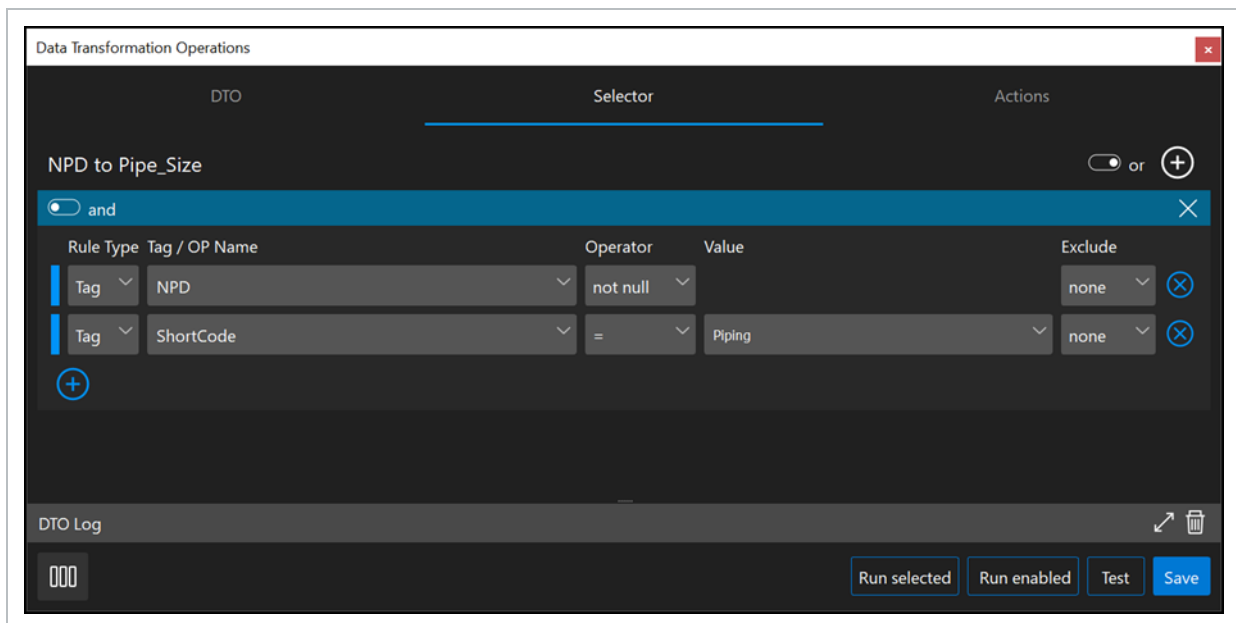 Data Transformation Operations
DTO Selector Actions
NPD to Pipe_Size or
and
Rule Type Tag / OP Name Operator Value Exclude
Tag NPD not null none
Tag ShortCode = Piping none
DTO Log
Run selected Run enabled Test Save